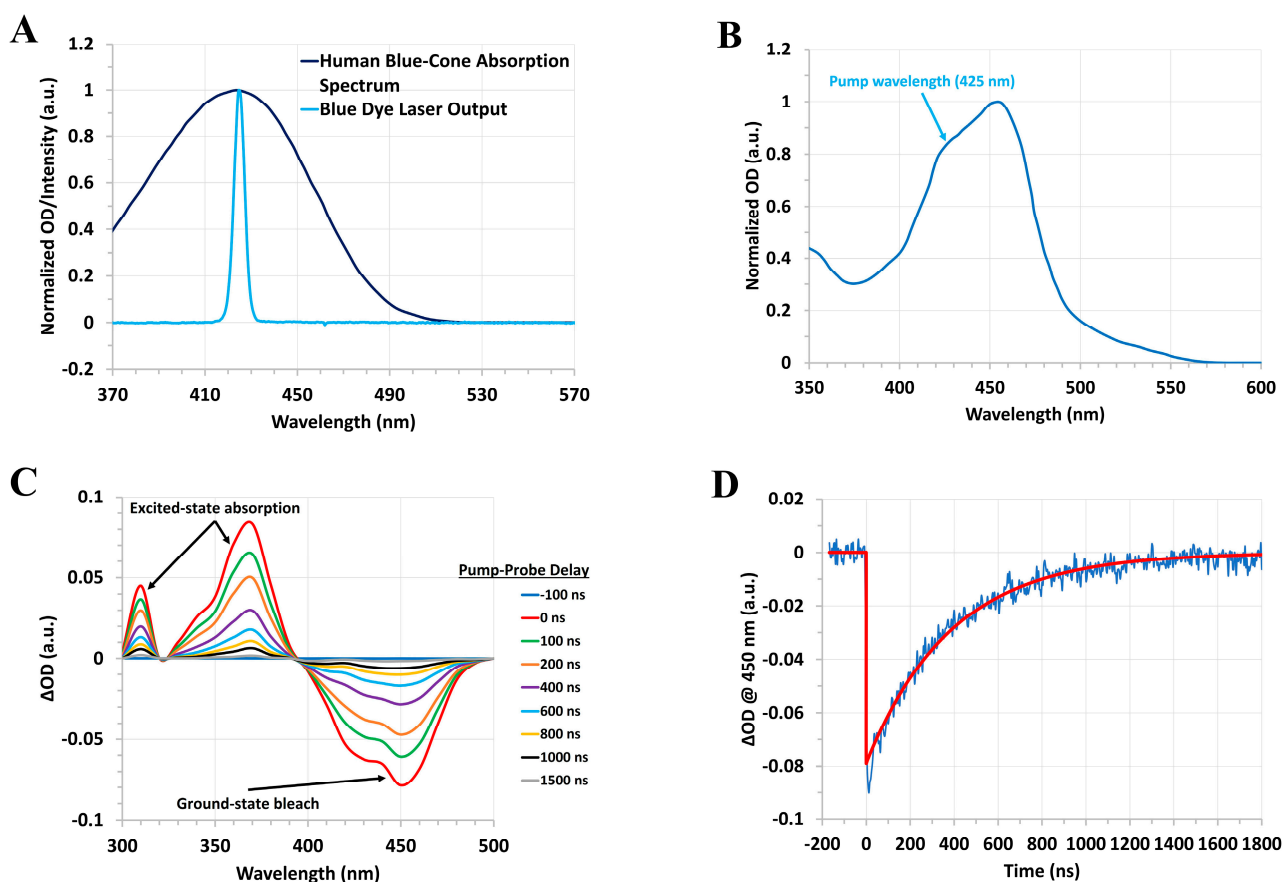 A
1.2
1
0.8
0.6
0.4
0.2
0
-0.2
370
410
450
490
530
570
Normalized OD/Intensity (a.u.)
Wavelength (nm)
Human Blue-Cone Absorption
Spectrum
Blue Dye Laser Output
B
1.2
1
0.8
0.6
0.4
0.2
0
350
400
450
500
550
600
Normalized OD (a.u.)
Wavelength (nm)
Pump wavelength (425 nm)
C
0.1
0.05
0
-0.05
-0.1
300
350
400
450
500
ΔOD (a.u.)
Wavelength (nm)
Excited-state absorption
Ground-state bleach
Pump-Probe Delay
-100 ns
0 ns
100 ns
200 ns
400 ns
600 ns
800 ns
1000 ns
1500 ns
D
0.02
0
-0.02
-0.04
-0.06
-0.08
-0.1
-200
0
200
400
600
800
1000
1200
1400
1600
1800
ΔOD @ 450 nm (a.u.)
Time (ns)